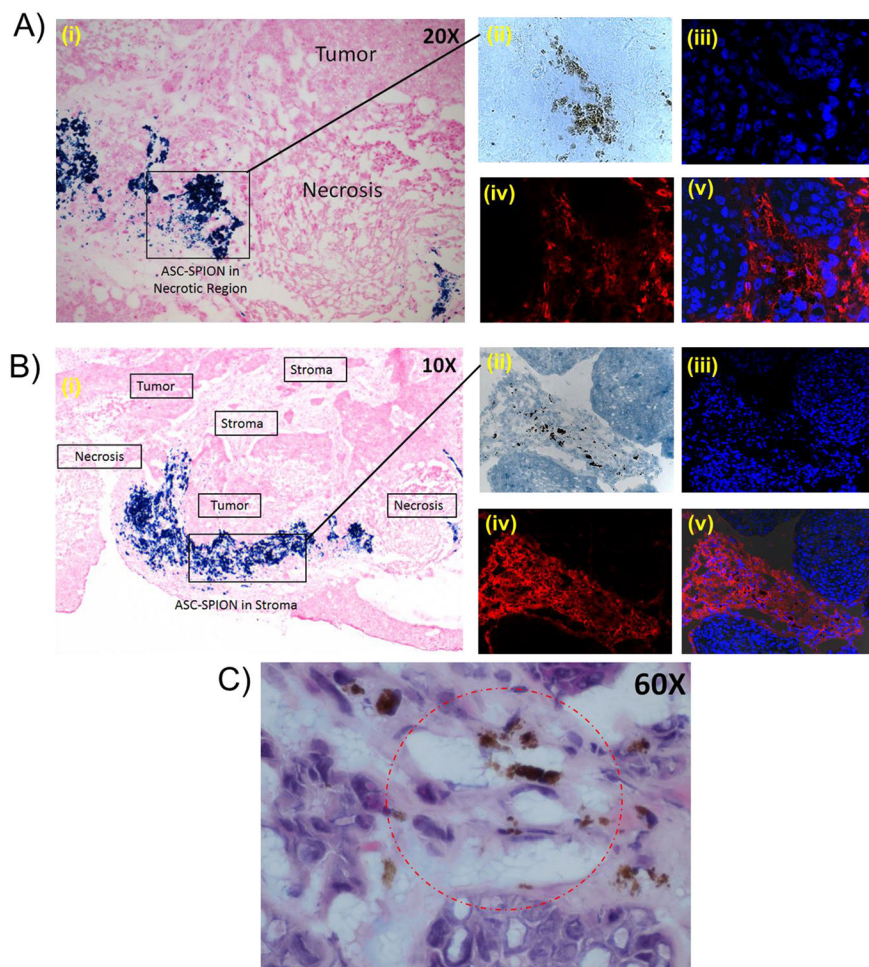 A)
(i)
20X
Tumor
Necrosis
ASC-SPION in
Necrotic Region
(ii)
(iii)
(iv)
(v)
B)
(i)
10X
Stroma
Tumor
Stroma
Necrosis
Tumor
Necrosis
ASC-SPION in Stroma
(ii)
(iii)
(iv)
(v)
C)
60X